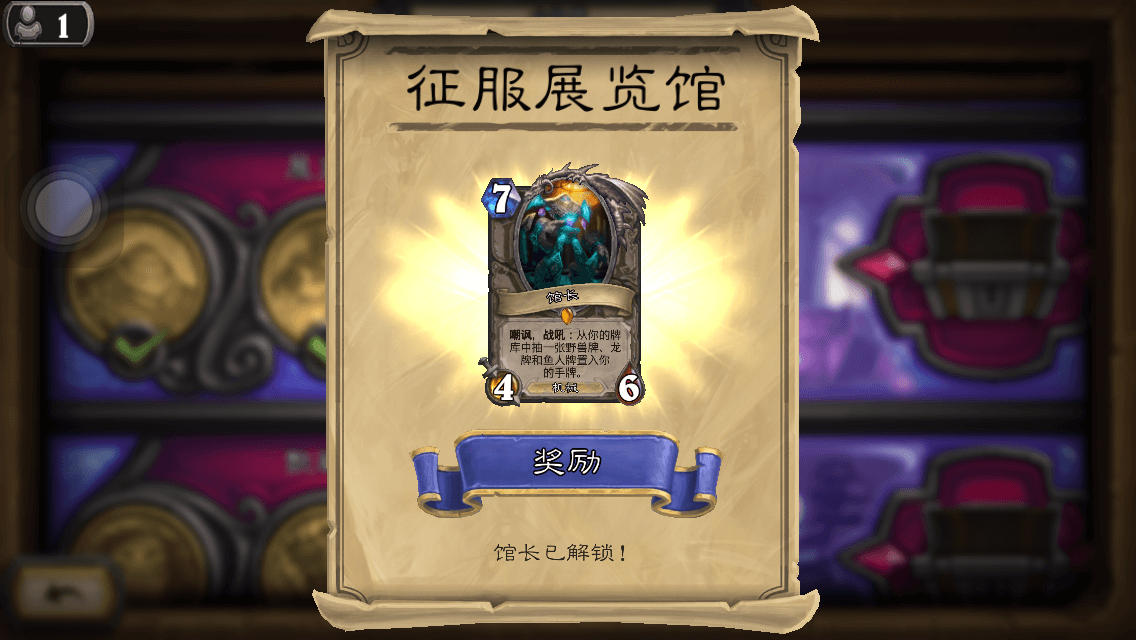 1
征服展览馆
7
馆长
嘲讽，战吼：从你的牌
库中抽一张野兽牌、龙
牌和鱼人牌置入你
的手牌。
4
机械
6
奖励
馆长已解锁！